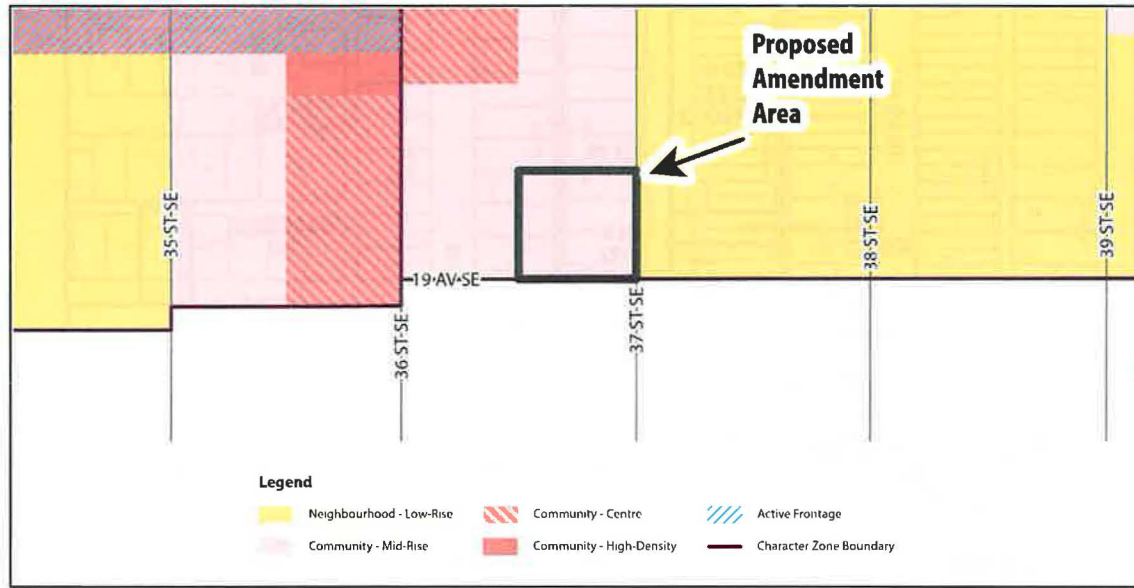 Proposed
Amendment
Area
35-ST-SE
36-ST-SE
19-AV-SE
37-ST-SE
38-ST-SE
39-ST-SE
Legend
Neighbourhood - Low-Rise
Community - Mid-Rise
Community - Centre
Community - High-Density
Active Frontage
Character Zone Boundary